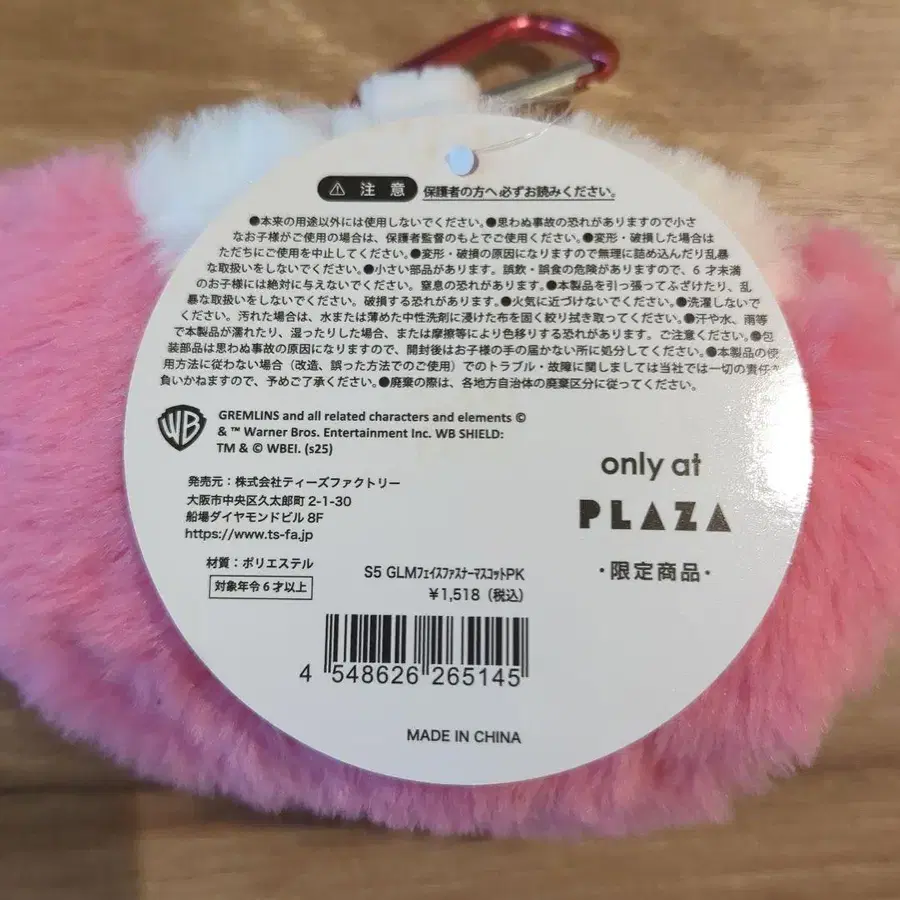 ⚠ 注意 保護者の方へ必ずお読みください。
●本来の用途以外には使用しないでください。●思わぬ事故の恐れがありますので小さ
なお子様がご使用の場合は、保護者監督のもとでご使用ください。●変形・破損した場合は
ただちにご使用を中止してください。●変形・破損の原因になりますので無理に詰め込んだり乱暴
な取扱いをしないでください。●小さい部品があります。誤飲・誤食の危険がありますので、6才未満
のお子様には絶対に与えないでください。窒息の恐れがあります。●本製品を引っ張ってふざけたり、乱
暴な取扱いをしないでください。破損する恐れがあります。●火気に近づけないでください。●洗濯しないで
ください。汚れた場合は、水または薄めた中性洗剤に浸けた布を固く絞り拭き取ってください。●汗や水、雨等
で本製品が濡れたり、湿ったりした場合、または摩擦等により色移りする恐れがあります。ご注意ください。●包
装部品は思わぬ事故の原因になりますので、開封後はお子様の手の届かない所に処分してください。●本製品の使
用方法に従わない場合（改造、誤った方法でのご使用）でのトラブル・故障に関しましては当社では一切の責任を
負いかねますので、予めご了承ください。●廃棄の際は、各地方自治体の廃棄区分に従ってください。
WB
GREMLINS and all related characters and elements ©
& ™ Warner Bros. Entertainment Inc. WB SHIELD:
TM & © WBEI. (s25)
発売元：株式会社ティーズファクトリー
大阪市中央区久太郎町 2-1-30
船場ダイヤモンドビル 8F
https://www.ts-fa.jp
材質：ポリエステル
対象年令6才以上
only at
PLAZA
・限定商品・
S5 GLMフェイスファスナーマスコットPK
¥1,518（税込）
4 548626 265145
MADE IN CHINA